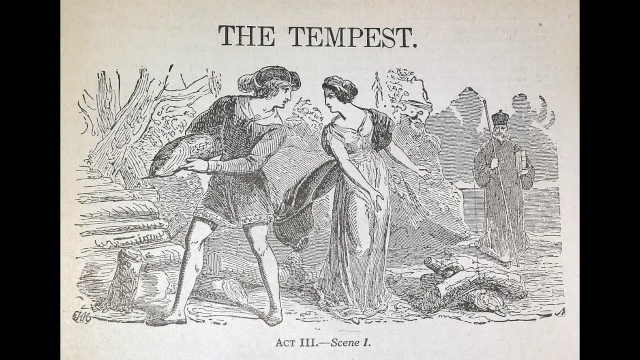 THE TEMPEST.
ACT III.—Scene I.